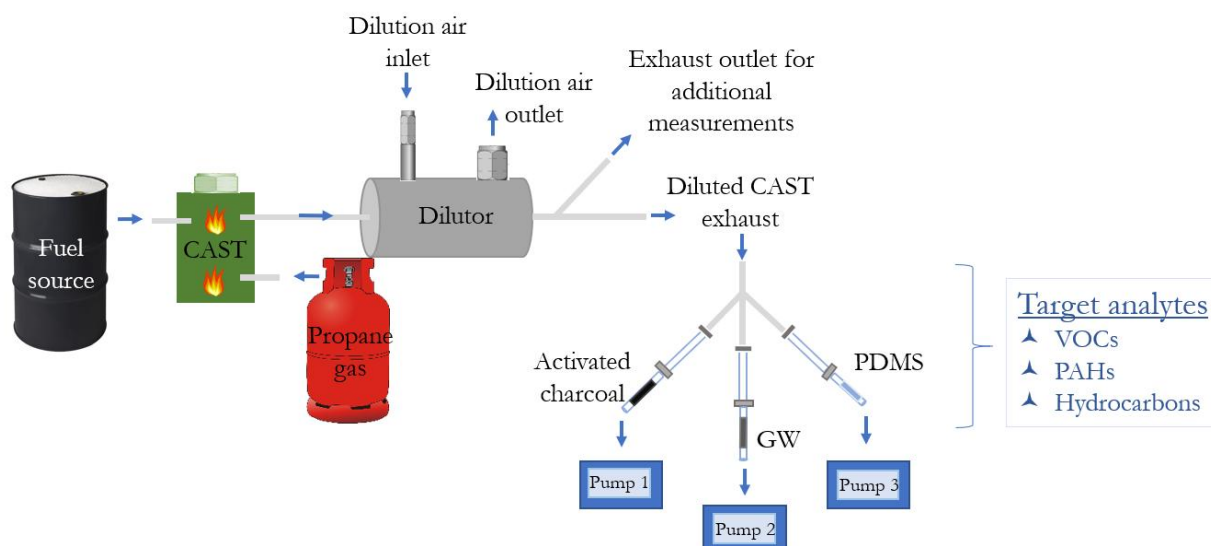 Dilution air
inlet
Dilution air
outlet
Exhaust outlet for
additional
measurements
Fuel
source
CAST
Dilutor
Diluted CAST
exhaust
Propane
gas
Activated
charcoal
GW
PDMS
Pump 1
Pump 2
Pump 3
Target analytes
VOCs
PAHs
Hydrocarbons